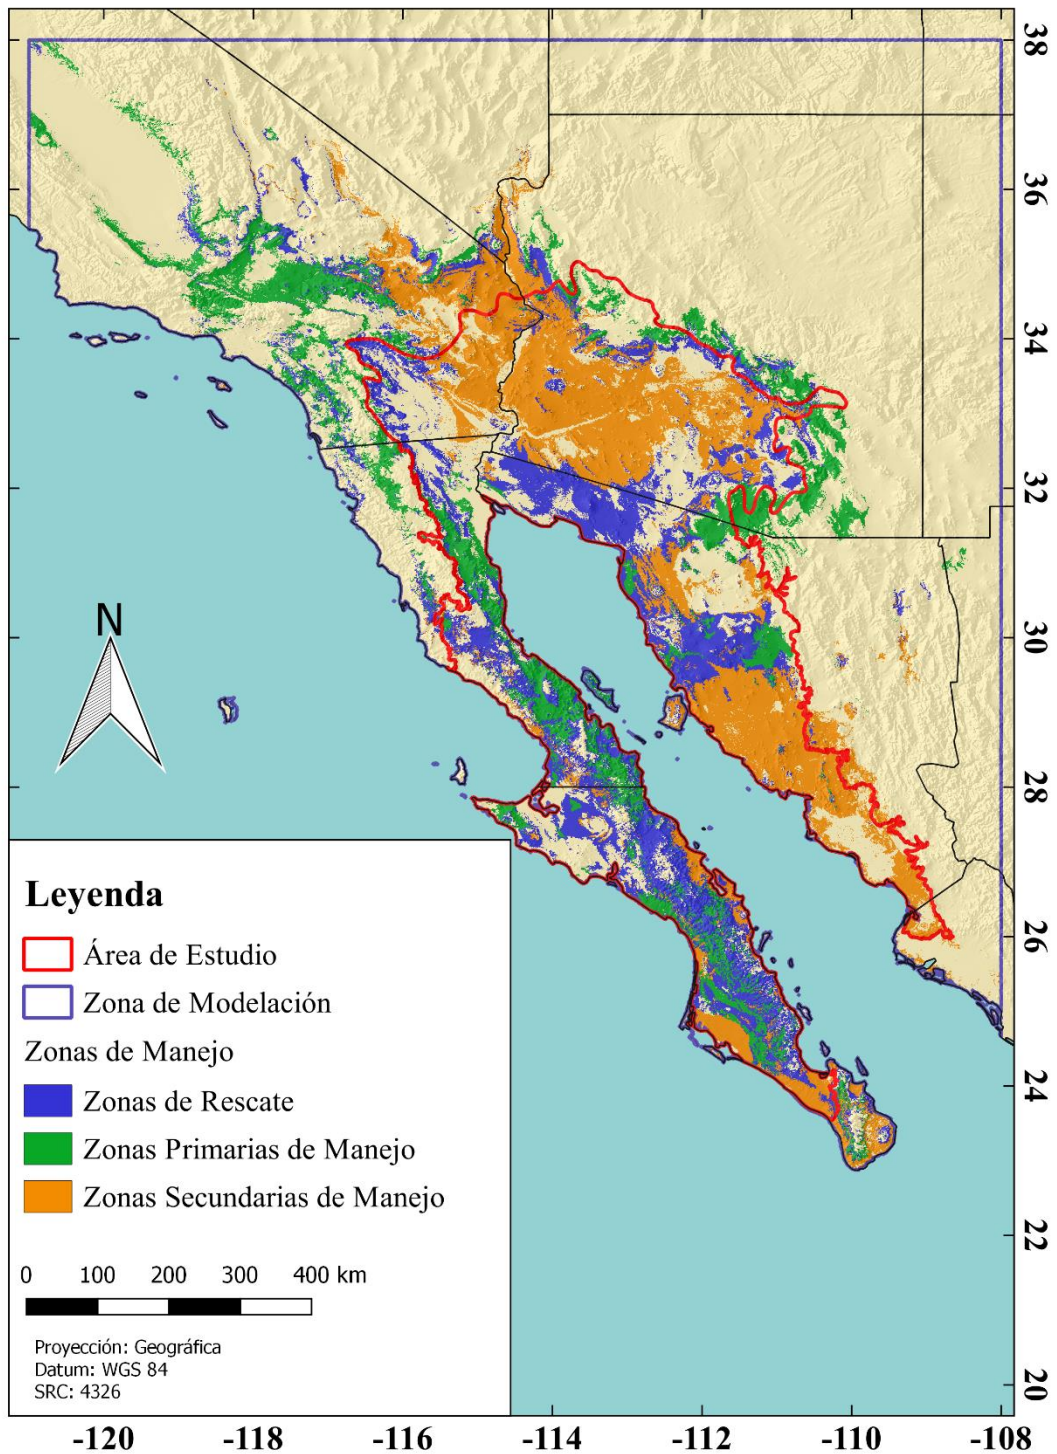 38
36
34
32
30
28
26
24
22
20
N
Leyenda
Área de Estudio
Zona de Modelación
Zonas de Manejo
Zonas de Rescate
Zonas Primarias de Manejo
Zonas Secundarias de Manejo
0 100 200 300 400 km
Proyección: Geográfica
Datum: WGS 84
SRC: 4326
-120 -118 -116 -114 -112 -110 -108